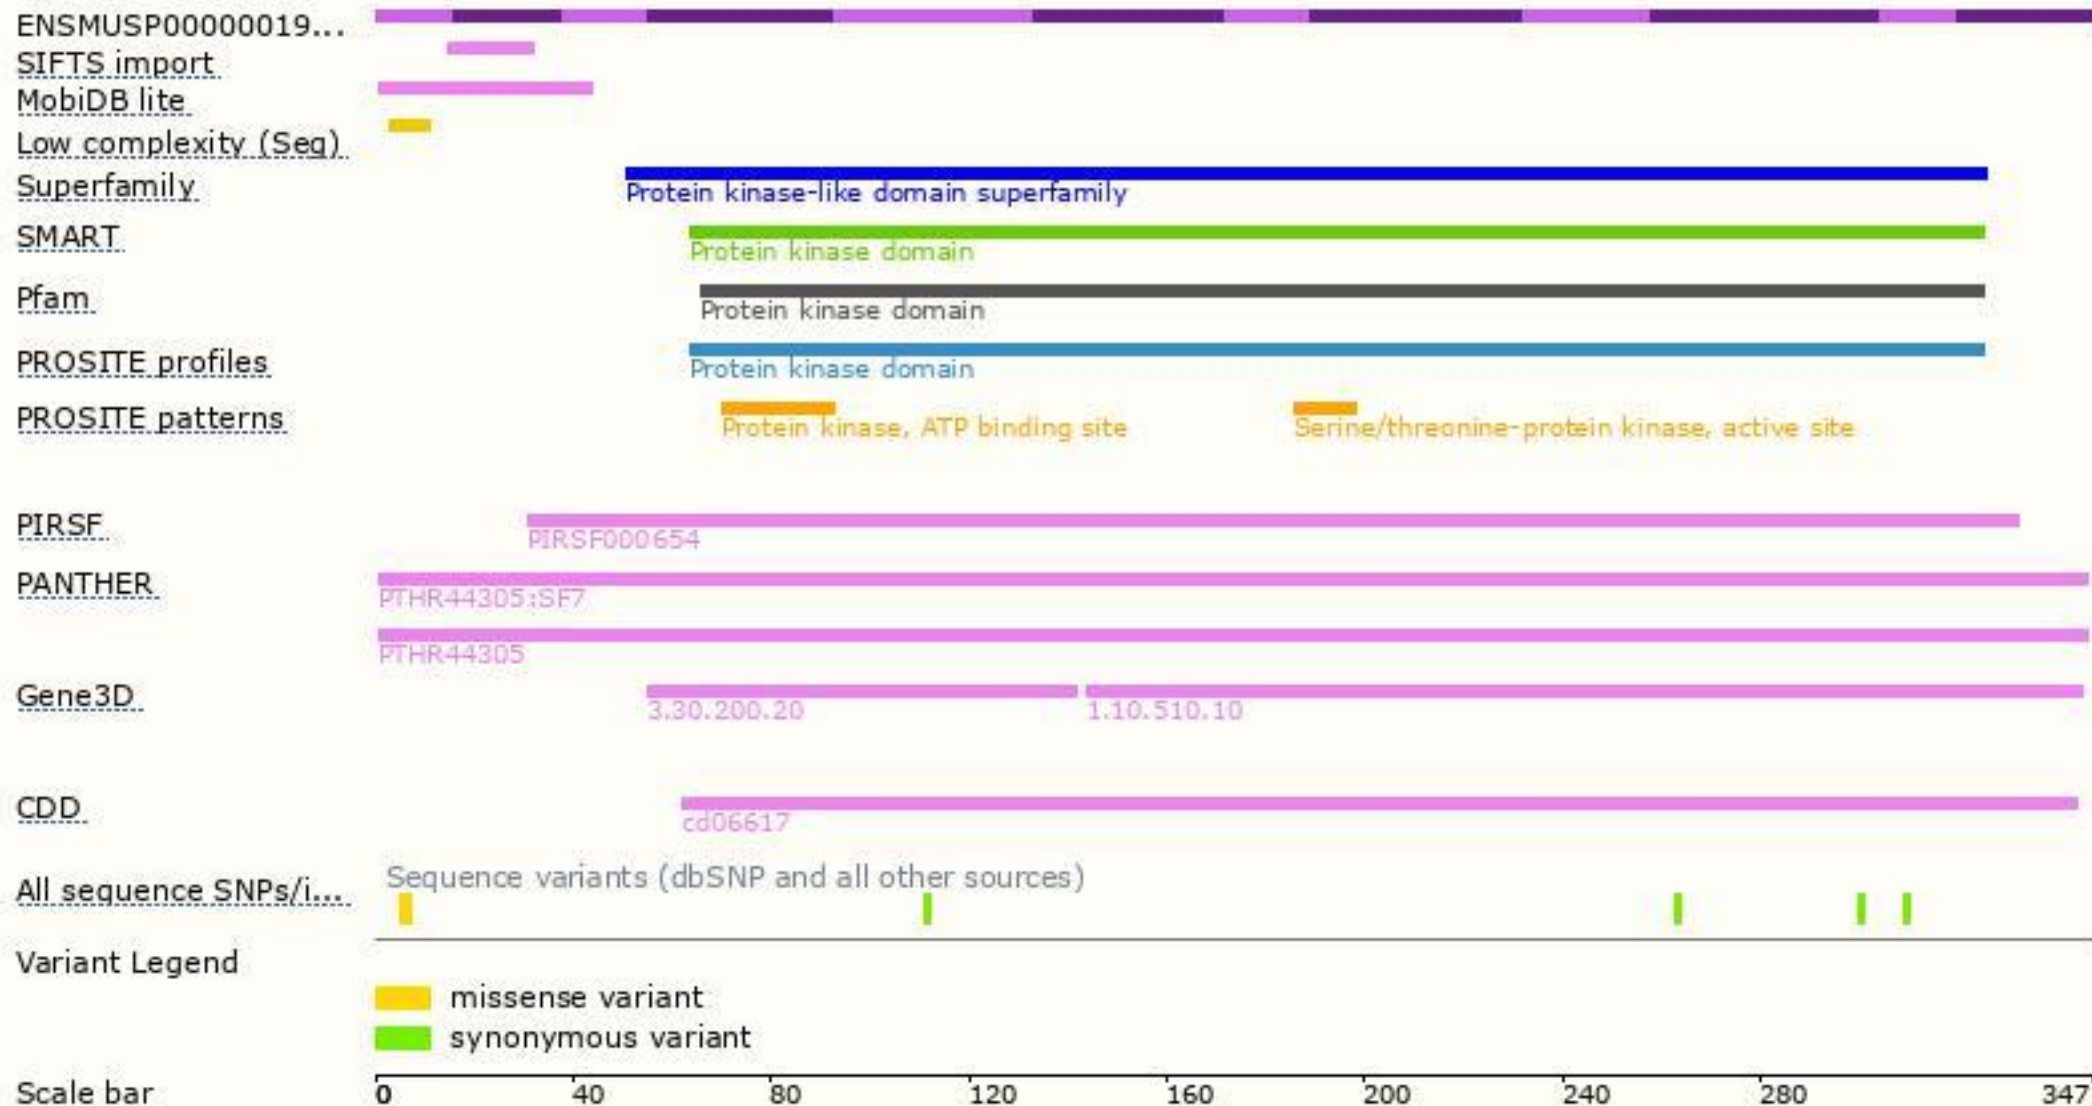 ENSMUSP00000019...
SIFTS import
MobiDB lite
Low complexity (Seg)
Superfamily
Protein kinase-like domain superfamily
SMART
Protein kinase domain
Pfam
Protein kinase domain
PROSITE profiles
Protein kinase domain
PROSITE patterns
Protein kinase, ATP binding site Serine/threonine-protein kinase, active site
PIRSF
PIRSF000654
PANTHER
PTHR44305:SF7
PTHR44305
Gene3D
3.30.200.20 1.10.510.10
CDD
cd06617
Sequence variants (dbSNP and all other sources)
All sequence SNPs/i...
Variant Legend
missense variant
synonymous variant
Scale bar 0 40 80 120 160 200 240 280 347